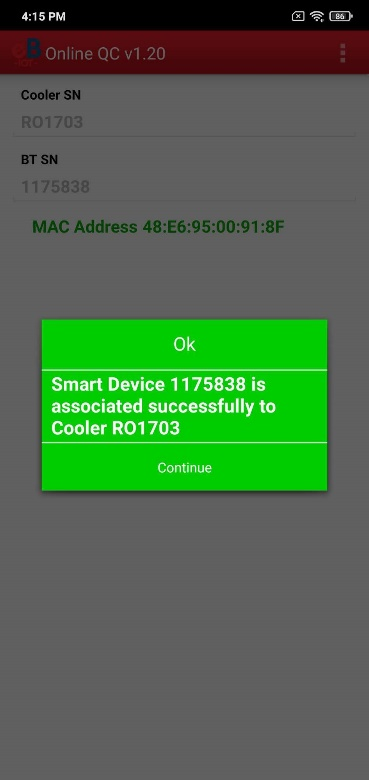 4:15 PM
86
Online QC v1.20
Cooler SN
RO1703
BT SN
1175838
MAC Address 48:E6:95:00:91:8F
Ok
Smart Device 1175838 is
associated successfully to
Cooler RO1703
Continue